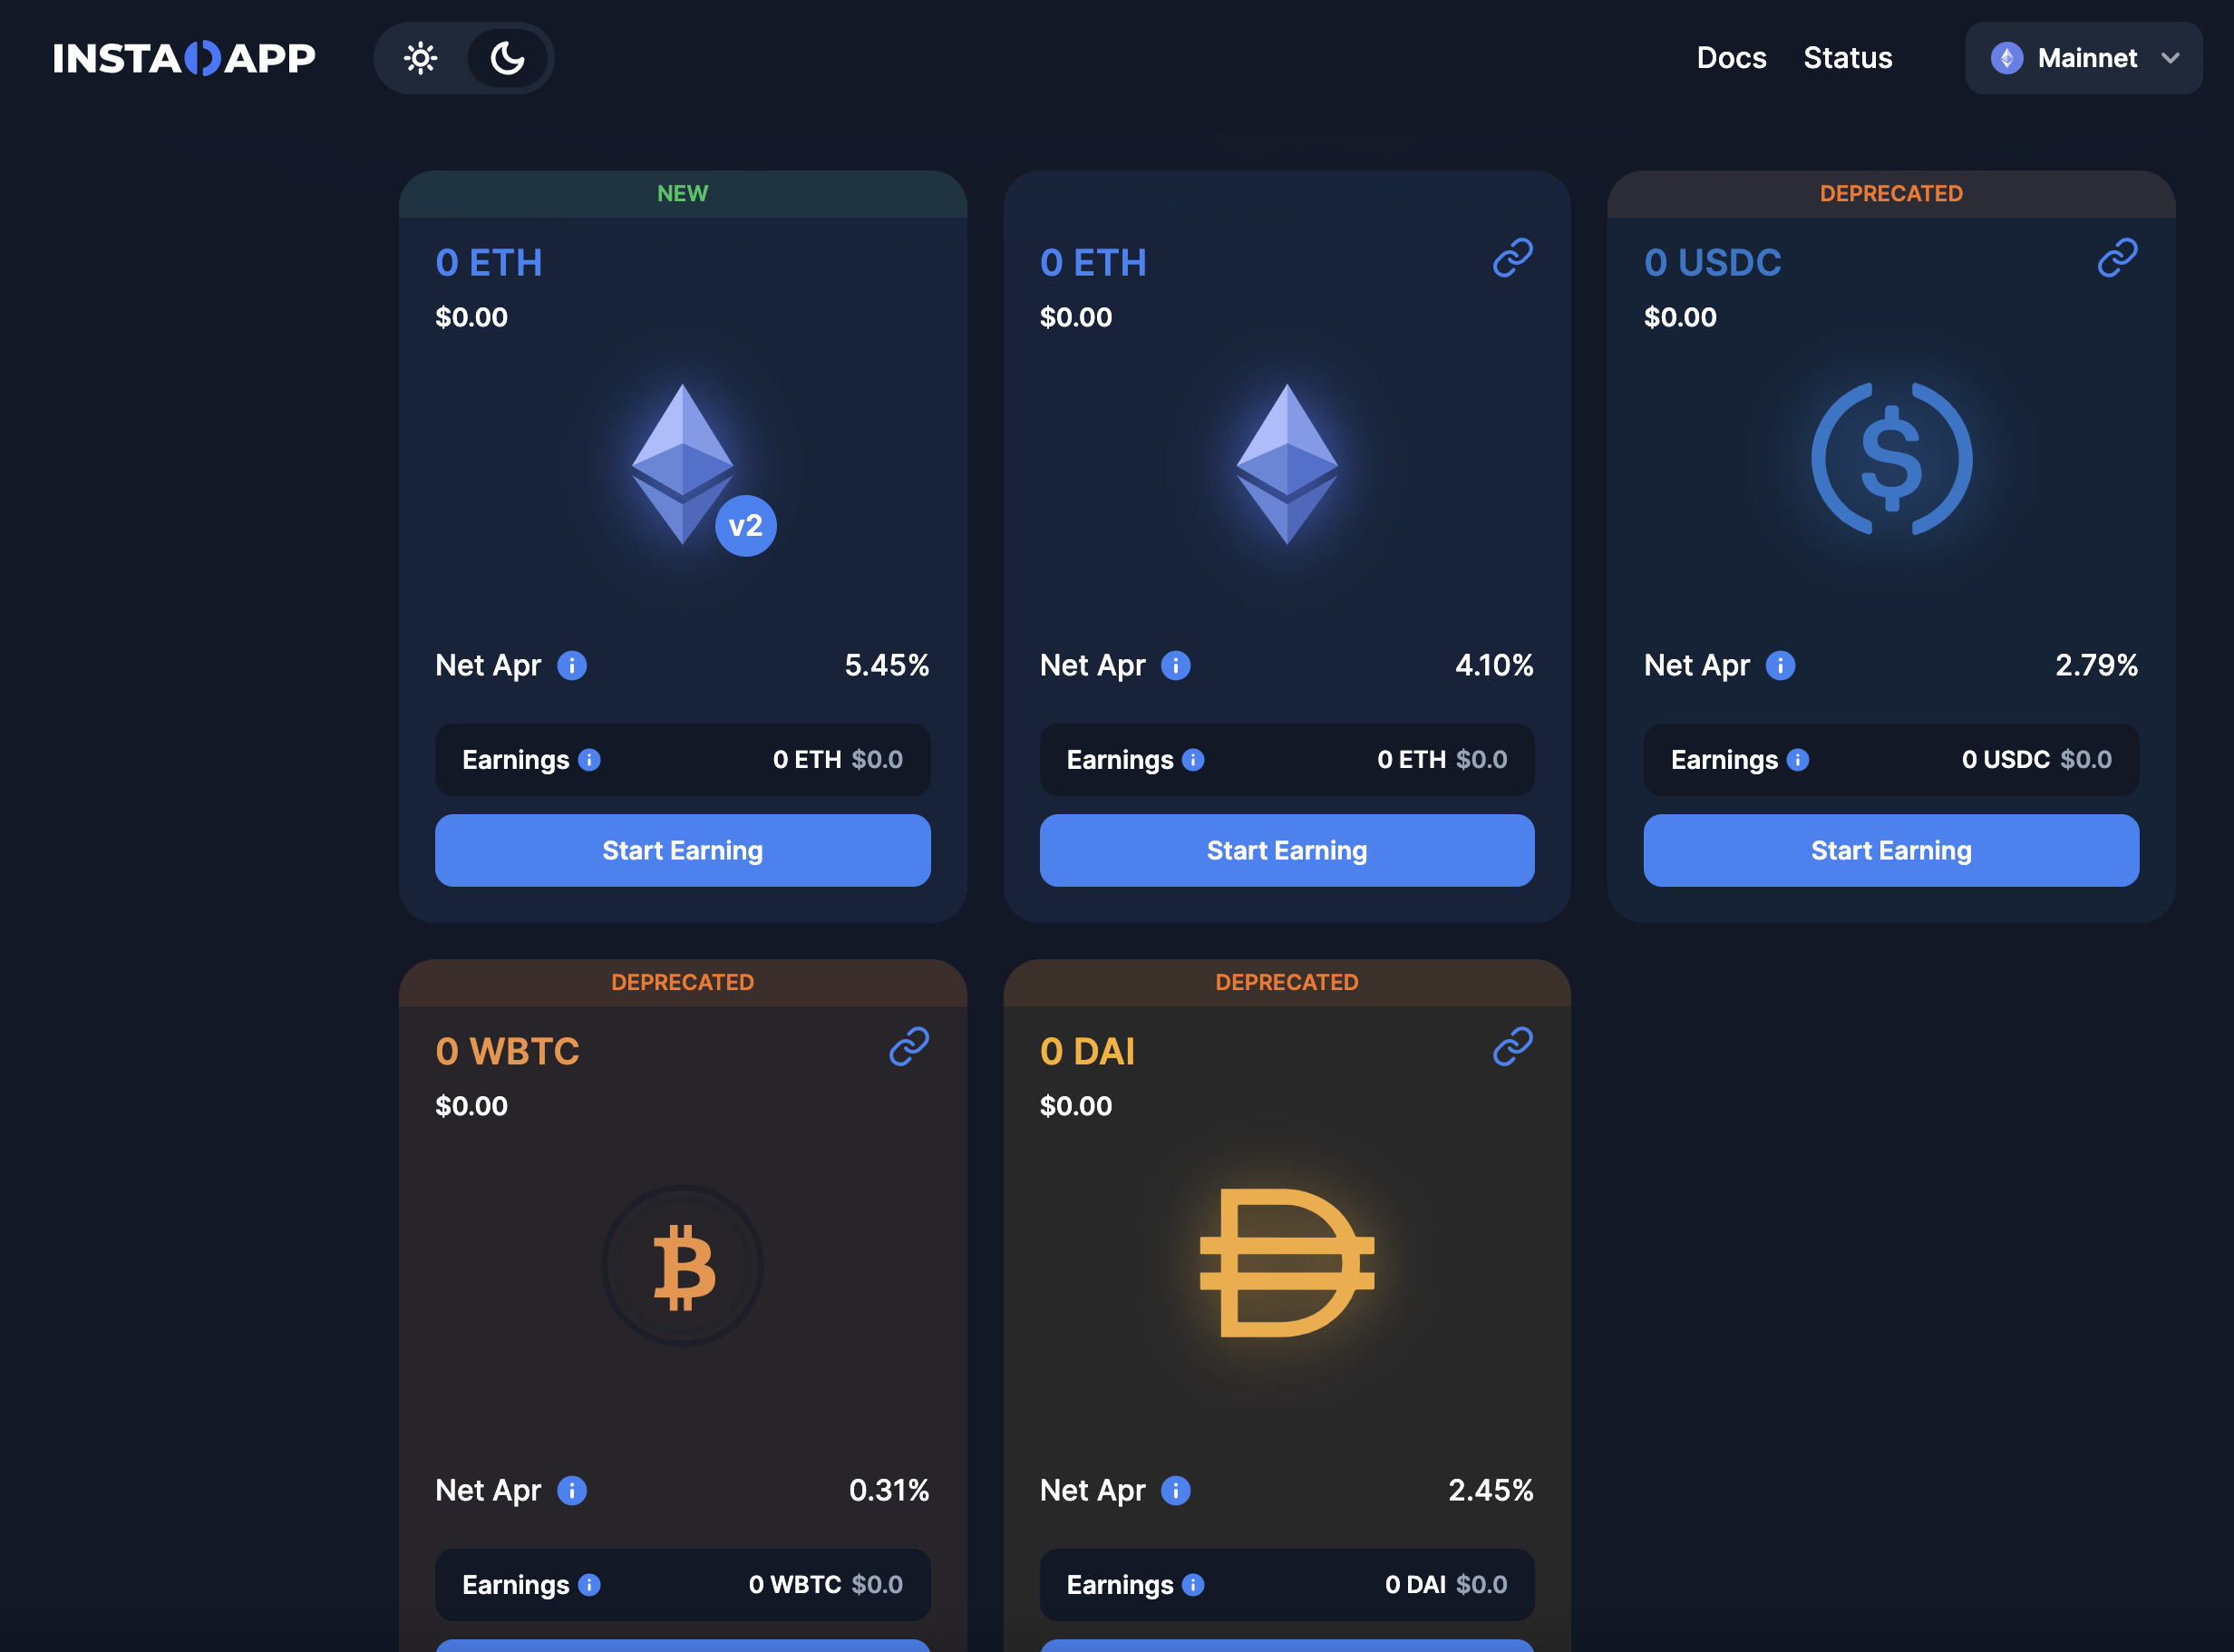 INSTADAPP
Docs Status Mainnet
NEW
0 ETH
$0.00
v2
Net Apr 5.45%
Earnings 0 ETH $0.0
Start Earning
0 ETH
$0.00
Net Apr 4.10%
Earnings 0 ETH $0.0
Start Earning
DEPRECATED
0 USDC
$0.00
Net Apr 2.79%
Earnings 0 USDC $0.0
Start Earning
DEPRECATED
0 WBTC
$0.00
Net Apr 0.31%
Earnings 0 WBTC $0.0
DEPRECATED
0 DAI
$0.00
Net Apr 2.45%
Earnings 0 DAI $0.0